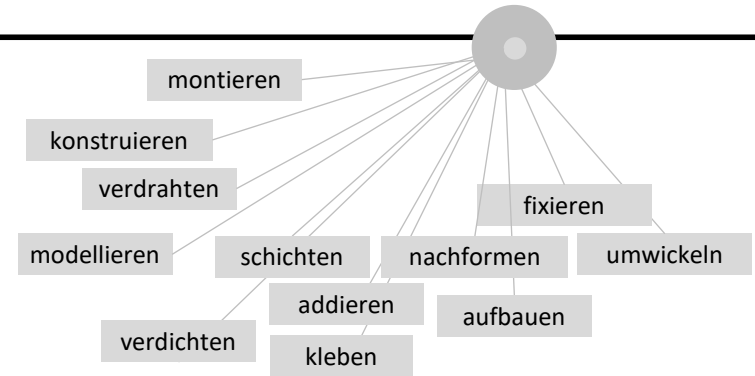 montieren
konstruieren
verdrahten
fixieren
modellieren
schichten
nachformen
umwickeln
addieren
aufbauen
verdichten
kleben